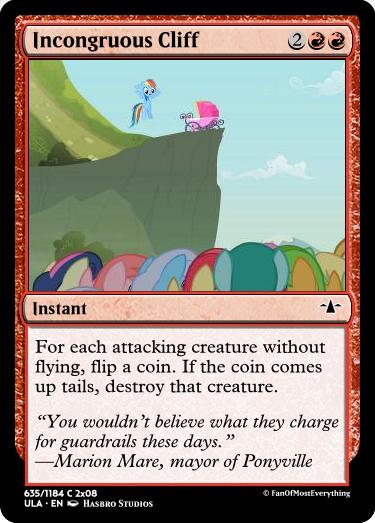 Incongruous Cliff 2
Instant
For each attacking creature without
flying, flip a coin. If the coin comes
up tails, destroy that creature.
“You wouldn’t believe what they charge
for guardrails these days.”
—Marion Mare, mayor of Ponyville
635/1184 C 2x08
ULA • EN HASBRO STUDIOS
© FanOfMostEverything